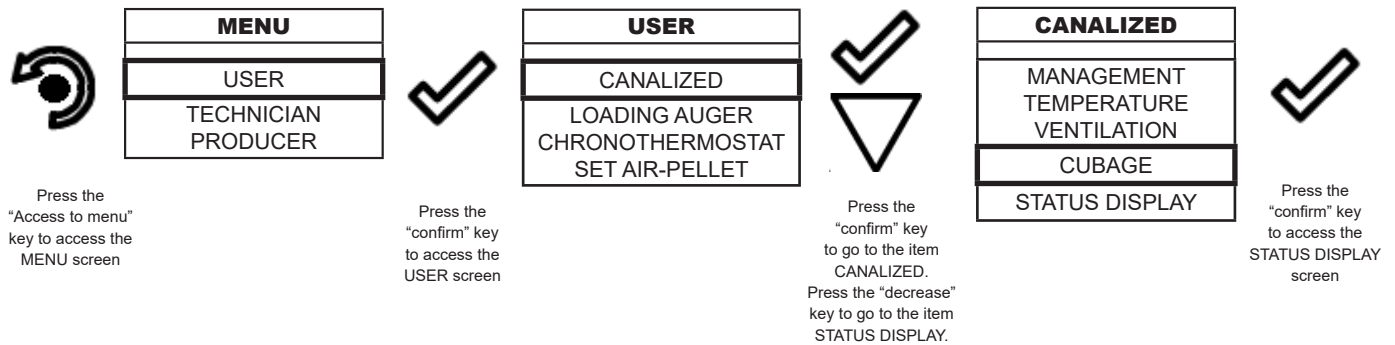 MENU
USER
TECHNICIAN
PRODUCER
Press the
“Access to menu”
key to access the
MENU screen
Press the
“confirm” key
to access the
USER screen
USER
CANALIZED
LOADING AUGER
CHRONOTHERMOSTAT
SET AIR-PELLET
Press the
“confirm” key
to go to the item
CANALIZED.
Press the “decrease”
key to go to the item
STATUS DISPLAY.
CANALIZED
MANAGEMENT
TEMPERATURE
VENTILATION
CUBAGE
STATUS DISPLAY
Press the
“confirm” key
to access the
STATUS DISPLAY
screen